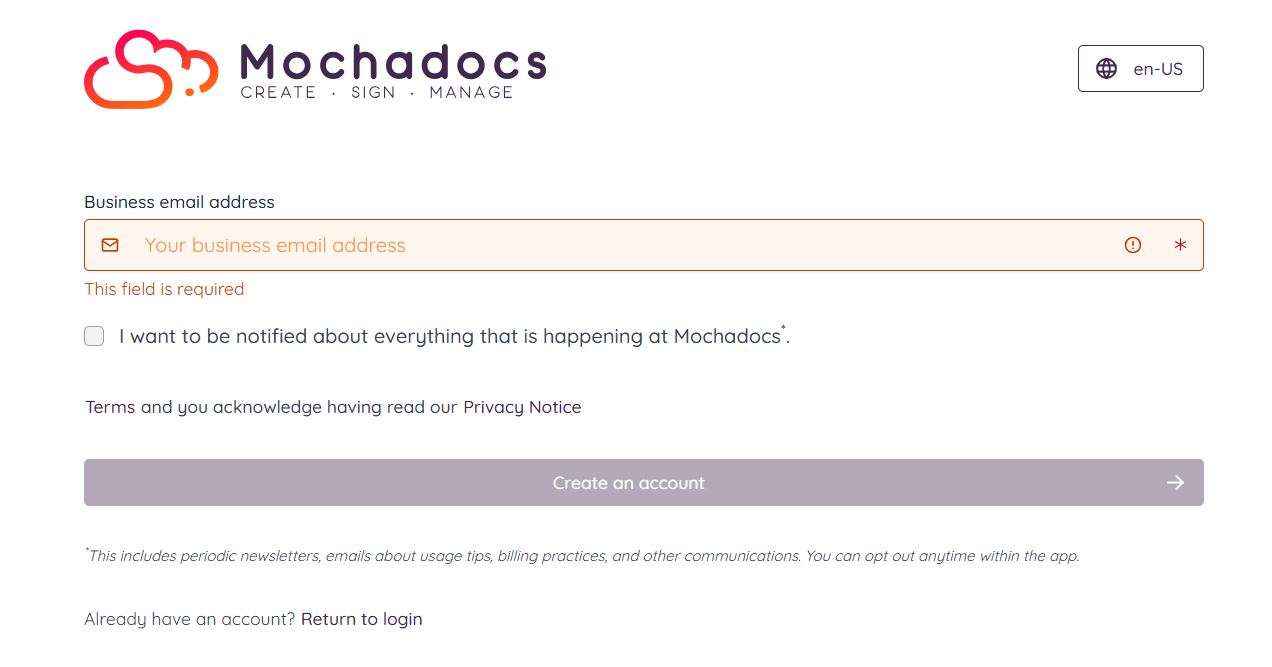 Mochadocs
CREATE · SIGN · MANAGE
en-US
Business email address
Your business email address
*
This field is required
I want to be notified about everything that is happening at Mochadocs*.
Terms and you acknowledge having read our Privacy Notice
Create an account
*This includes periodic newsletters, emails about usage tips, billing practices, and other communications. You can opt out anytime within the app.
Already have an account? Return to login